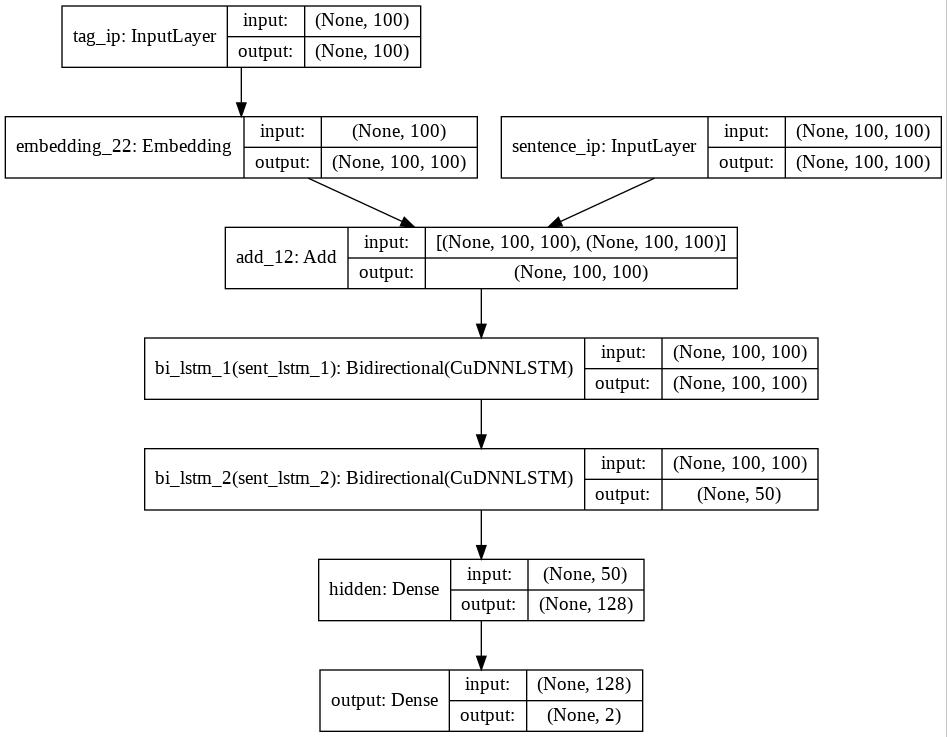 tag_ip: InputLayer
input: (None, 100)
output: (None, 100)
embedding_22: Embedding
input: (None, 100)
output: (None, 100, 100)
sentence_ip: InputLayer
input: (None, 100, 100)
output: (None, 100, 100)
add_12: Add
input: [(None, 100, 100), (None, 100, 100)]
output: (None, 100, 100)
bi_lstm_1(sent_lstm_1): Bidirectional(CuDNNLSTM)
input: (None, 100, 100)
output: (None, 100, 100)
bi_lstm_2(sent_lstm_2): Bidirectional(CuDNNLSTM)
input: (None, 100, 100)
output: (None, 50)
hidden: Dense
input: (None, 50)
output: (None, 128)
output: Dense
input: (None, 128)
output: (None, 2)